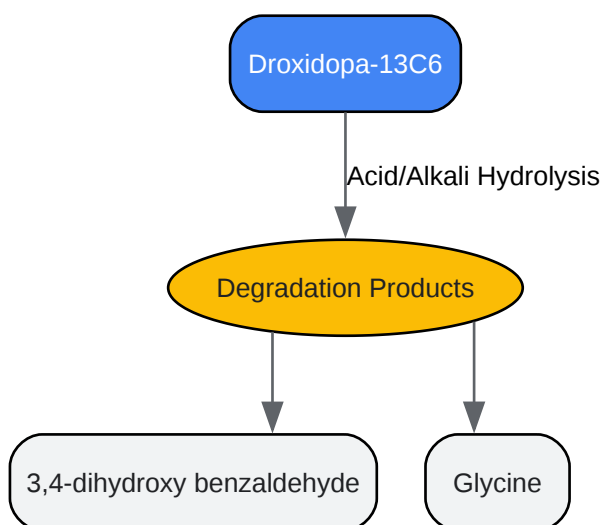 Droxidopa-13C6
Acid/Alkali Hydrolysis
Degradation Products
3,4-dihydroxy benzaldehyde
Glycine